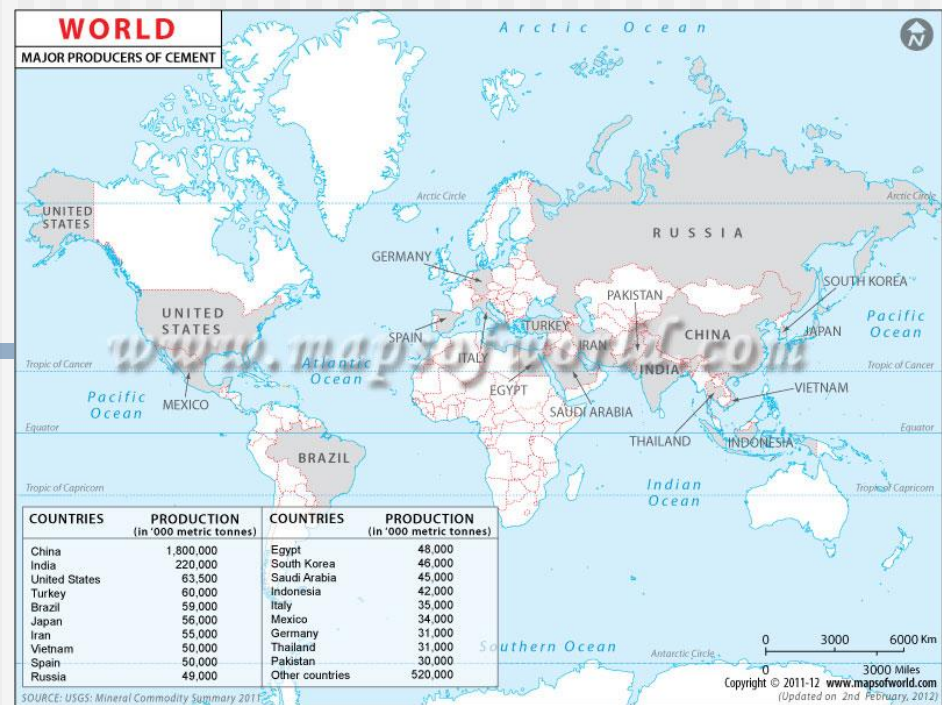 WORLD
MAJOR PRODUCERS OF CEMENT
Arctic Ocean
N
Arctic Circle
Arctic Circle
UNITED
STATES
RUSSIA
GERMANY
SOUTH KOREA
PAKISTAN
UNITED
STATES
Pacific
Ocean
TURKEY
JAPAN
SPAIN
IRAN
CHINA
www.mapsofworld.com
ITALY
Tropic of Cancer
Atlantic
Ocean
INDIA
Tropic of Cancer
EGYPT
VIETNAM
Pacific
Ocean
MEXICO
SAUDI ARABIA
Equator
Equator
THAILAND
INDONESIA
BRAZIL
Indian
Ocean
Tropic of Capricorn
Tropic of Capricorn
COUNTRIES PRODUCTION COUNTRIES PRODUCTION
(in '000 metric tonnes) (in '000 metric tonnes)
China 1,800,000 Egypt 48,000
India 220,000 South Korea 46,000
United States 63,500 Saudi Arabia 45,000
Turkey 60,000 Indonesia 42,000
Brazil 59,000 Italy 35,000
Japan 56,000 Mexico 34,000
Iran 55,000 Germany 31,000
Vietnam 50,000 Thailand 31,000
Spain 50,000 Pakistan 30,000
Russia 49,000 Other countries 520,000
Southern Ocean
Antarctic Circle
0 3000 6000 Km
0 3000 Miles
Copyright © 2011-12 www.mapsofworld.com
(Updated on 2nd February, 2012)
SOURCE: USGS: Mineral Commodity Summary 2011